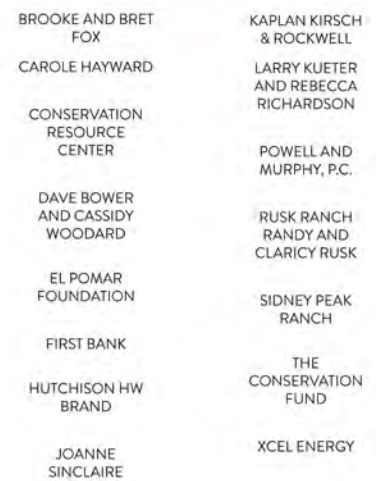 BROOKE AND BRET
FOX
CAROLE HAYWARD
CONSERVATION
RESOURCE
CENTER
DAVE BOWER
AND CASSIDY
WOODARD
EL POMAR
FOUNDATION
FIRST BANK
HUTCHISON HW
BRAND
JOANNE
SINCLAIRE
KAPLAN KIRSCH
& ROCKWELL
LARRY KUETER
AND REBECCA
RICHARDSON
POWELL AND
MURPHY, P.C.
RUSK RANCH
RANDY AND
CLARICY RUSK
SIDNEY PEAK
RANCH
THE
CONSERVATION
FUND
XCEL ENERGY